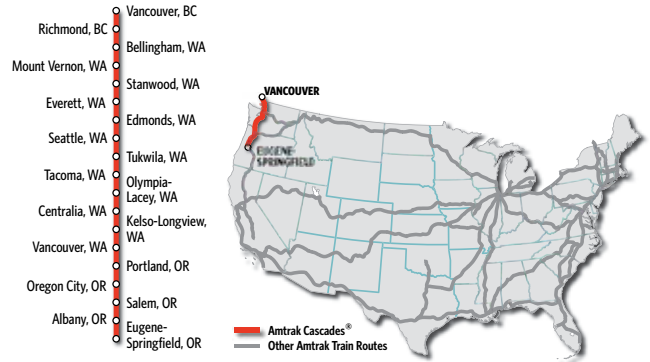 Vancouver, BC
Richmond, BC
Bellingham, WA
Mount Vernon, WA
Stanwood, WA
Everett, WA
Edmonds, WA
Seattle, WA
Tukwila, WA
Tacoma, WA
Olympia-
Lacey, WA
Centralia, WA
Kelso-Longview,
WA
Vancouver, WA
Portland, OR
Oregon City, OR
Salem, OR
Albany, OR
Eugene-
Springfield, OR
VANCOUVER
EUGENE-
SPRINGFIELD
Amtrak Cascades®
Other Amtrak Train Routes